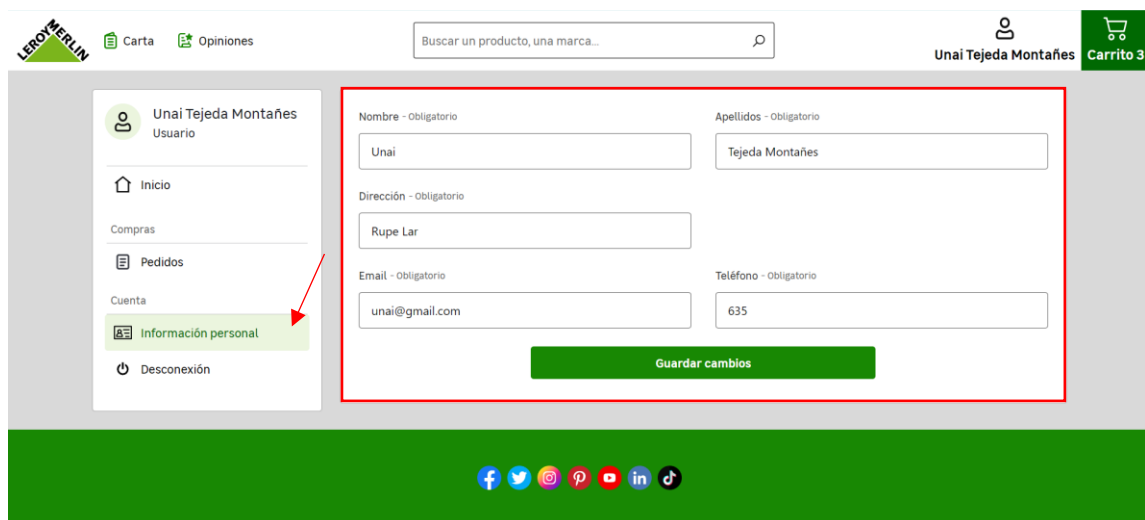 LEROY MERLIN
Carta
Opiniones
Buscar un producto, una marca...
Unai Tejeda Montañes
Carrito 3
Unai Tejeda Montañes
Usuario
Inicio
Compras
Pedidos
Cuenta
Información personal
Desconexión
Nombre - Obligatorio
Apellidos - Obligatorio
Unai
Tejeda Montañes
Dirección - Obligatorio
Rupe Lar
Email - Obligatorio
Teléfono - Obligatorio
unai@gmail.com
635
Guardar cambios
in